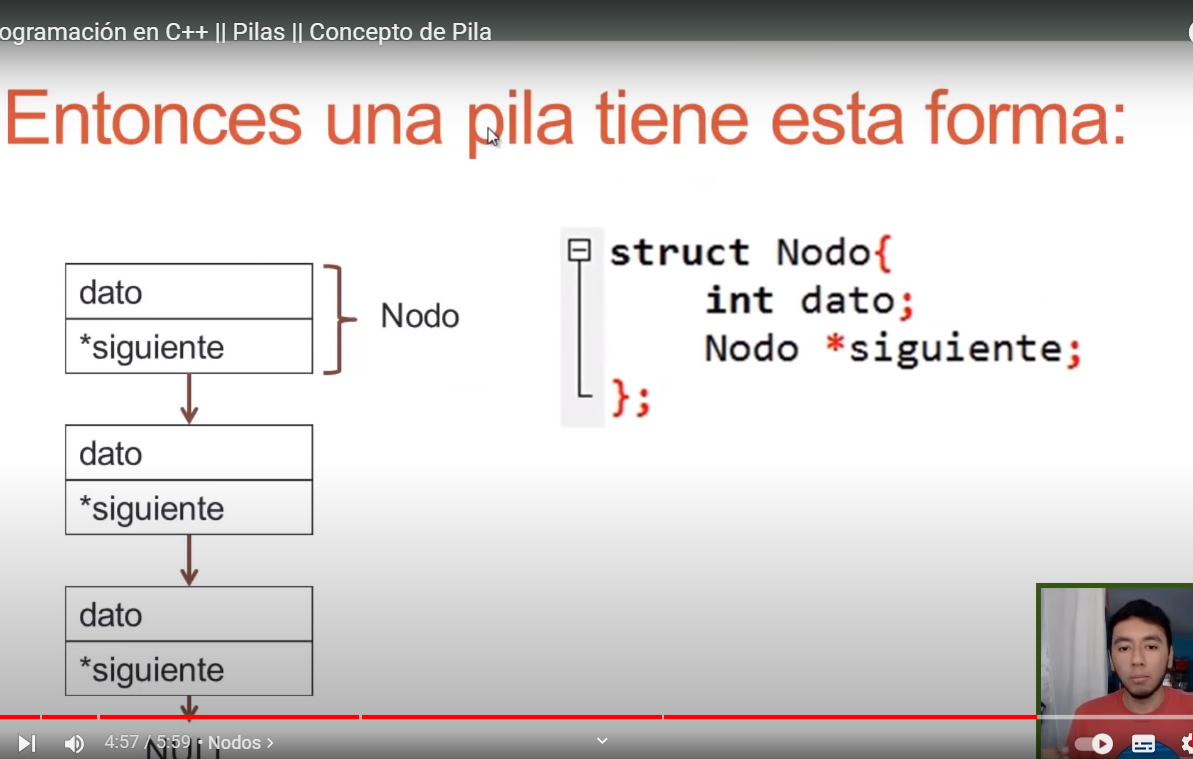 ogramación en C++ || Pilas || Concepto de Pila
Entonces una pila tiene esta forma:
struct Nodo{
int dato;
Nodo *siguiente;
};
dato
*siguiente
Nodo
dato
*siguiente
dato
*siguiente
NULL
4:57 / 5:59 • Nodos >